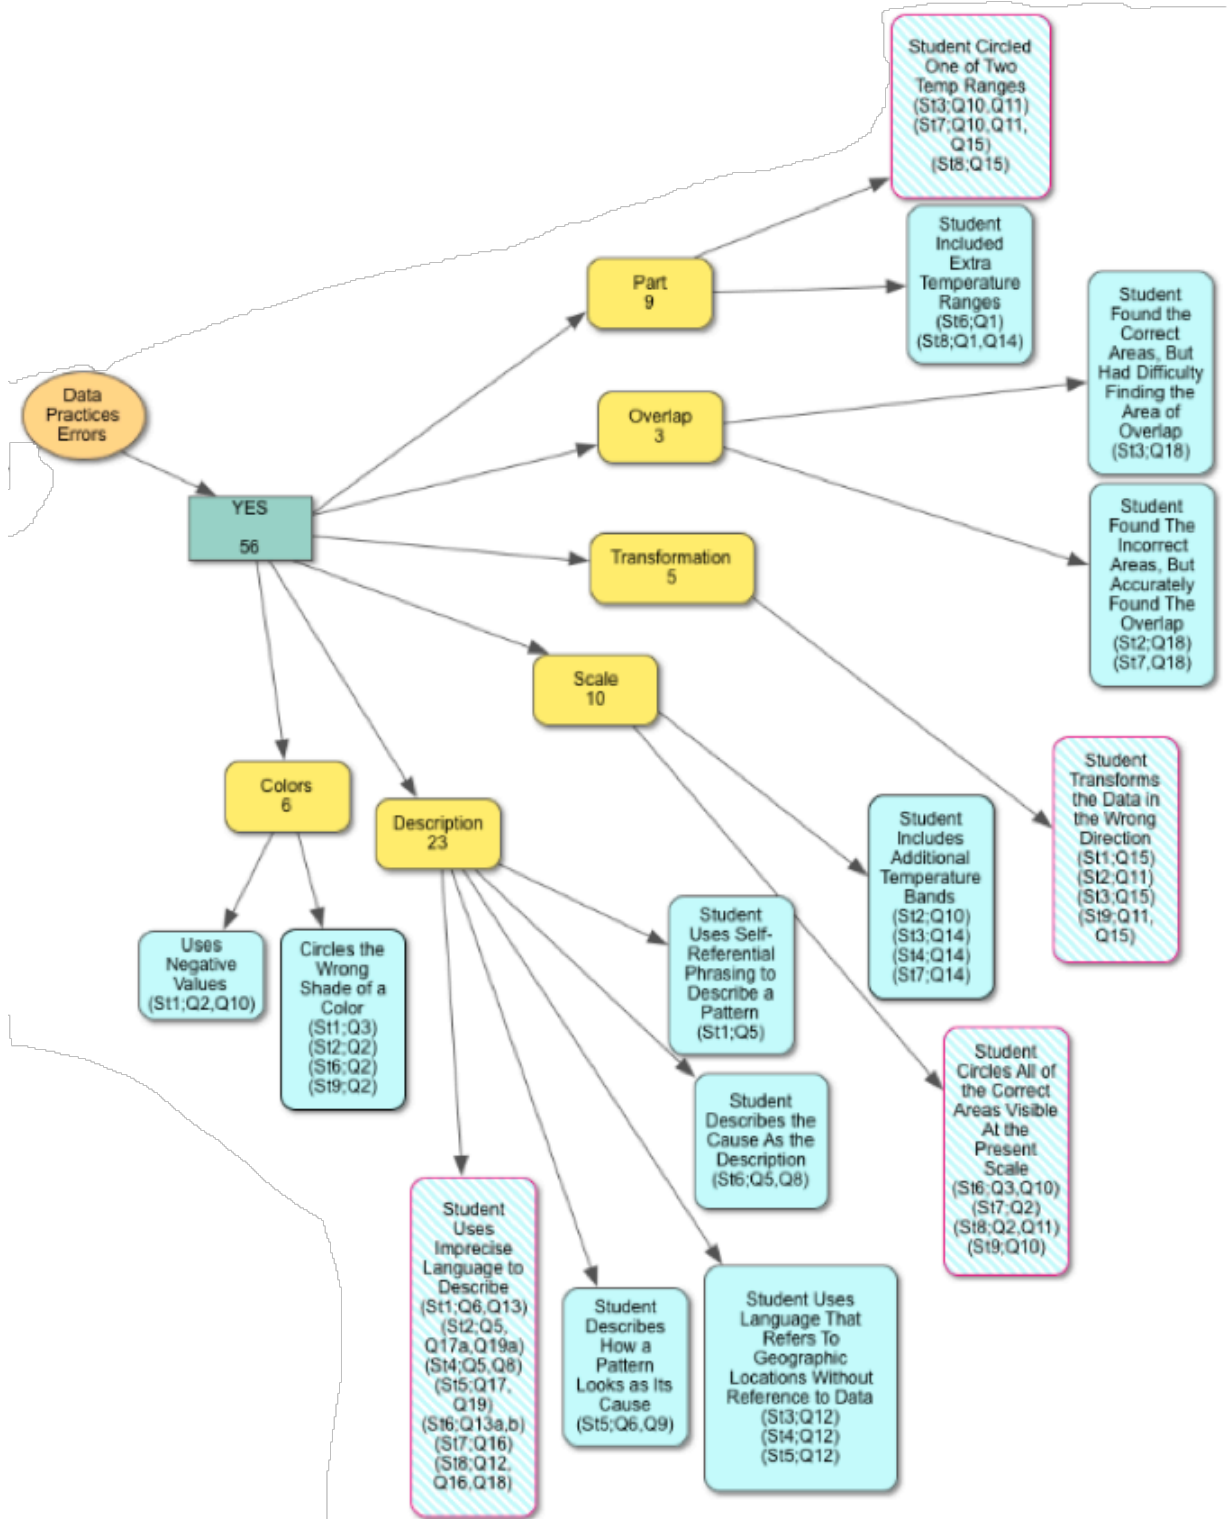 Student Circled
One of Two
Temp Ranges
(St3;Q10,Q11)
(St7;Q10,Q11,
Q15)
(St8;Q15)
Student
Included
Extra
Temperature
Ranges
(St6;Q1)
(St8;Q1,Q14)
Part
9
Student
Found the
Correct
Areas, But
Had Difficulty
Finding the
Area of
Overlap
(St3;Q18)
Data
Practices
Errors
Overlap
3
YES
56
Student
Found The
Incorrect
Areas, But
Accurately
Found The
Overlap
(St2;Q18)
(St7,Q18)
Transformation
5
Scale
10
Student
Transforms
the Data in
the Wrong
Direction
(St1;Q15)
(St2;Q11)
(St3;Q15)
(St9;Q11,
Q15)
Colors
6
Description
23
Student
Includes
Additional
Temperature
Bands
(St2;Q10)
(St3;Q14)
(St4;Q14)
(St7;Q14)
Uses
Negative
Values
(St1;Q2,Q10)
Circles the
Wrong
Shade of a
Color
(St1;Q3)
(St2;Q2)
(St6;Q2)
(St9;Q2)
Student
Uses Self-
Referential
Phrasing to
Describe a
Pattern
(St1;Q5)
Student
Circles All of
the Correct
Areas Visible
At the
Present
Scale
(St6;Q3,Q10)
(St7;Q2)
(St8;Q2,Q11)
(St9;Q10)
Student
Describes the
Cause As the
Description
(St6;Q5,Q8)
Student
Uses
Imprecise
Language to
Describe
(St1;Q6,Q13)
(St2;Q5,
Q17a,Q19a)
(St4;Q5,Q8)
(St5;Q17,
Q19)
(St6;Q13a,b)
(St7;Q16)
(St8;Q12,
Q16,Q18)
Student
Describes
How a
Pattern
Looks as Its
Cause
(St5;Q6,Q9)
Student Uses
Language That
Refers To
Geographic
Locations Without
Reference to Data
(St3;Q12)
(St4;Q12)
(St5;Q12)